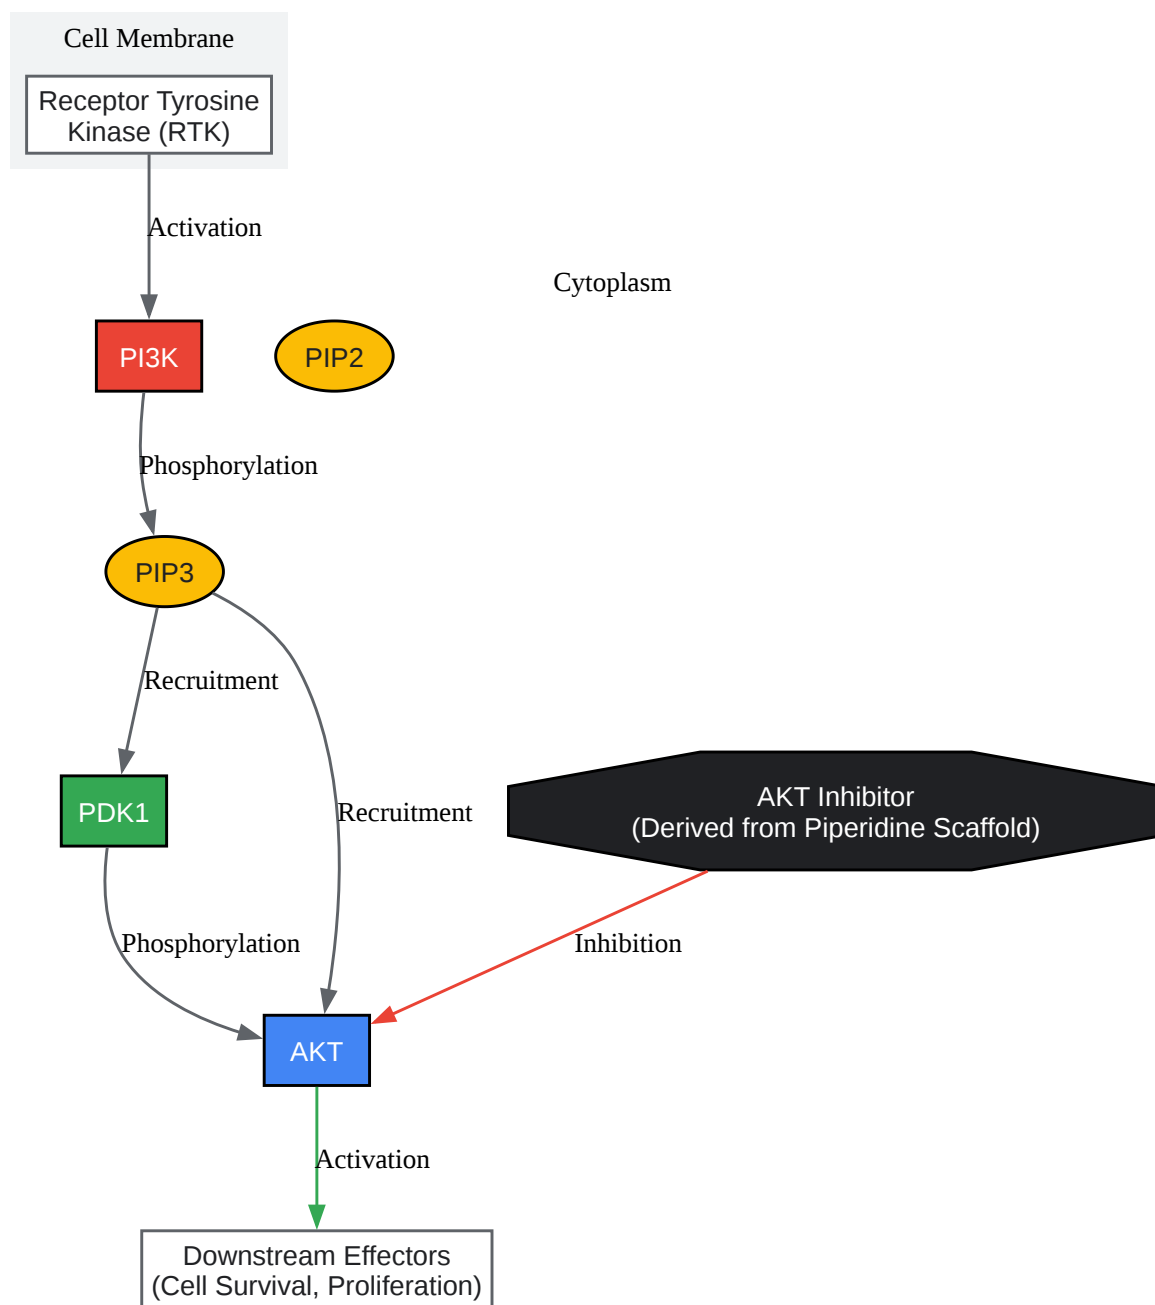 Cell Membrane
Receptor Tyrosine
Kinase (RTK)
Activation
Cytoplasm
PI3K
PIP2
Phosphorylation
PIP3
Recruitment
PDK1
Recruitment
AKT Inhibitor
(Derived from Piperidine Scaffold)
Phosphorylation
Inhibition
AKT
Activation
Downstream Effectors
(Cell Survival, Proliferation)